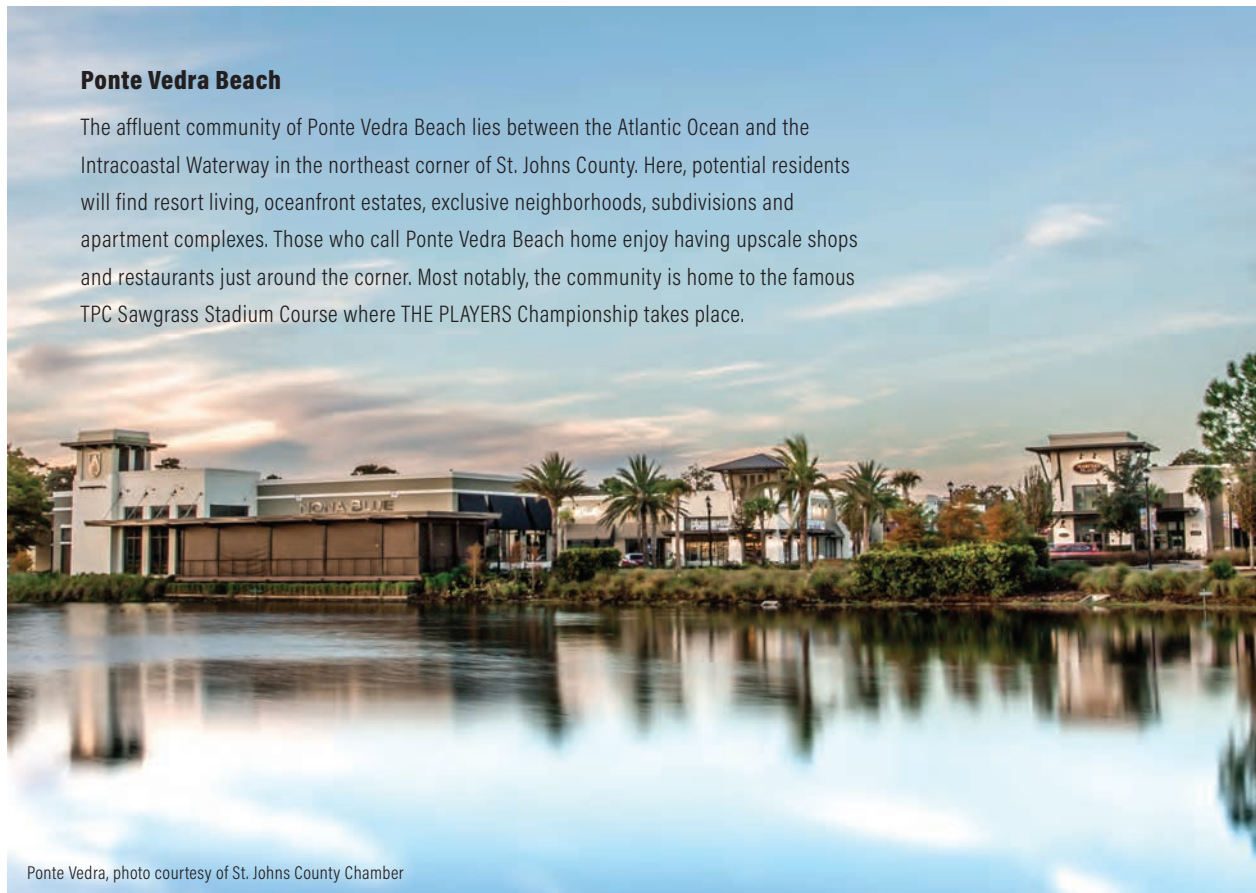 Ponte Vedra Beach
The affluent community of Ponte Vedra Beach lies between the Atlantic Ocean and the
Intracoastal Waterway in the northeast corner of St. Johns County. Here, potential residents
will find resort living, oceanfront estates, exclusive neighborhoods, subdivisions and
apartment complexes. Those who call Ponte Vedra Beach home enjoy having upscale shops
and restaurants just around the corner. Most notably, the community is home to the famous
TPC Sawgrass Stadium Course where THE PLAYERS Championship takes place.
NONA BLUE
Ponte Vedra, photo courtesy of St. Johns County Chamber